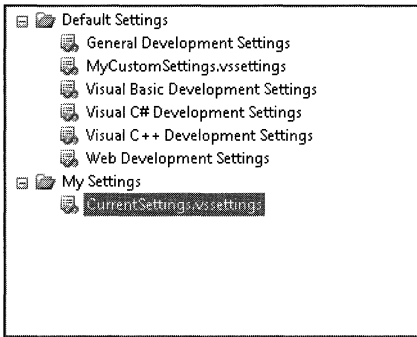 Default Settings
General Development Settings
MyCustomSettings.vssettings
Visual Basic Development Settings
Visual C# Development Settings
Visual C++ Development Settings
Web Development Settings
My Settings
CurrentSettings.vssettings